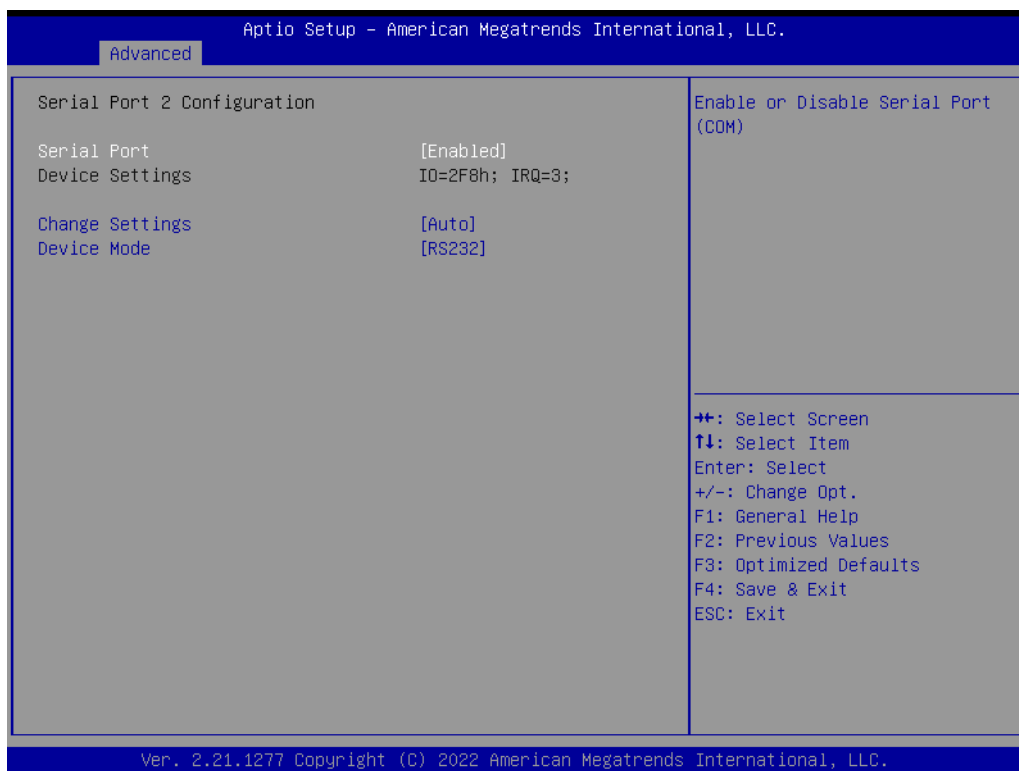 Aptio Setup – American Megatrends International, LLC.
Advanced
Serial Port 2 Configuration
Serial Port [Enabled]
Device Settings IO=2F8h; IRQ=3;
Change Settings [Auto]
Device Mode [RS232]
Enable or Disable Serial Port
(COM)
→←: Select Screen
↑↓: Select Item
Enter: Select
+/-: Change Opt.
F1: General Help
F2: Previous Values
F3: Optimized Defaults
F4: Save & Exit
ESC: Exit
Ver. 2.21.1277 Copyright (C) 2022 American Megatrends International, LLC.